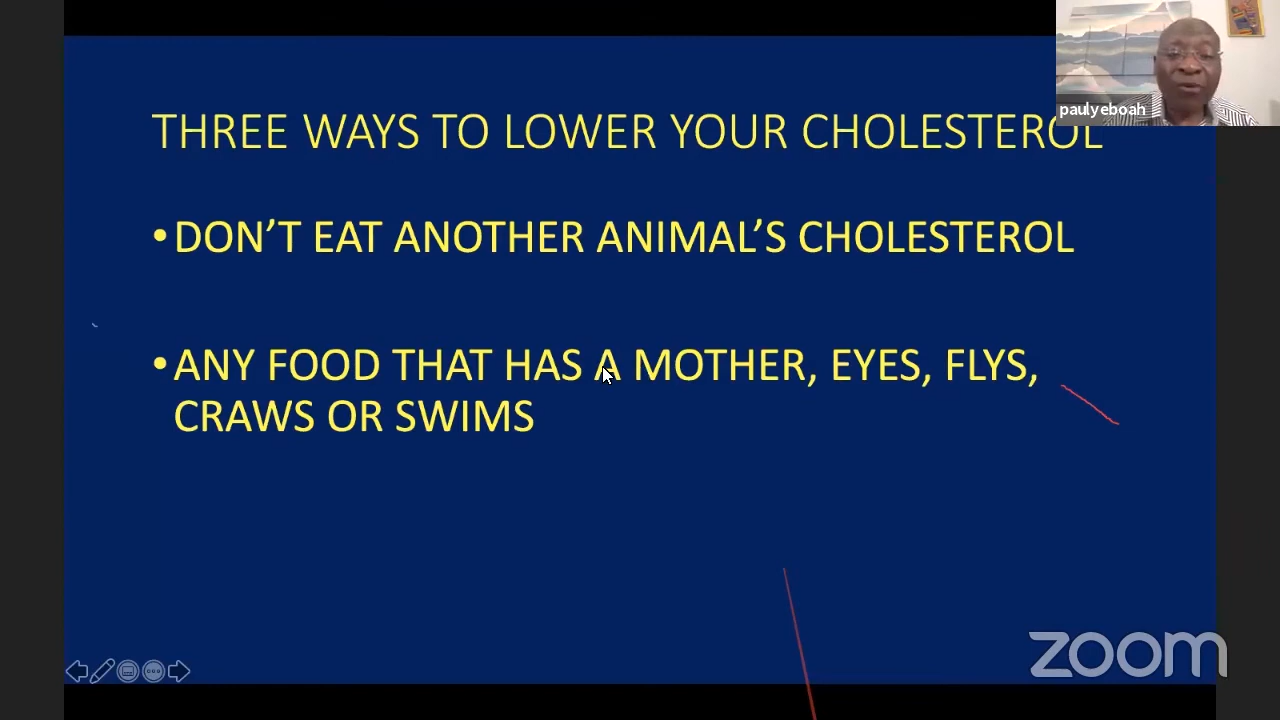 paulyeboah
THREE WAYS TO LOWER YOUR CHOLESTEROL
•DON’T EAT ANOTHER ANIMAL’S CHOLESTEROL
•ANY FOOD THAT HAS A MOTHER, EYES, FLYS,
CRAWS OR SWIMS
zoom